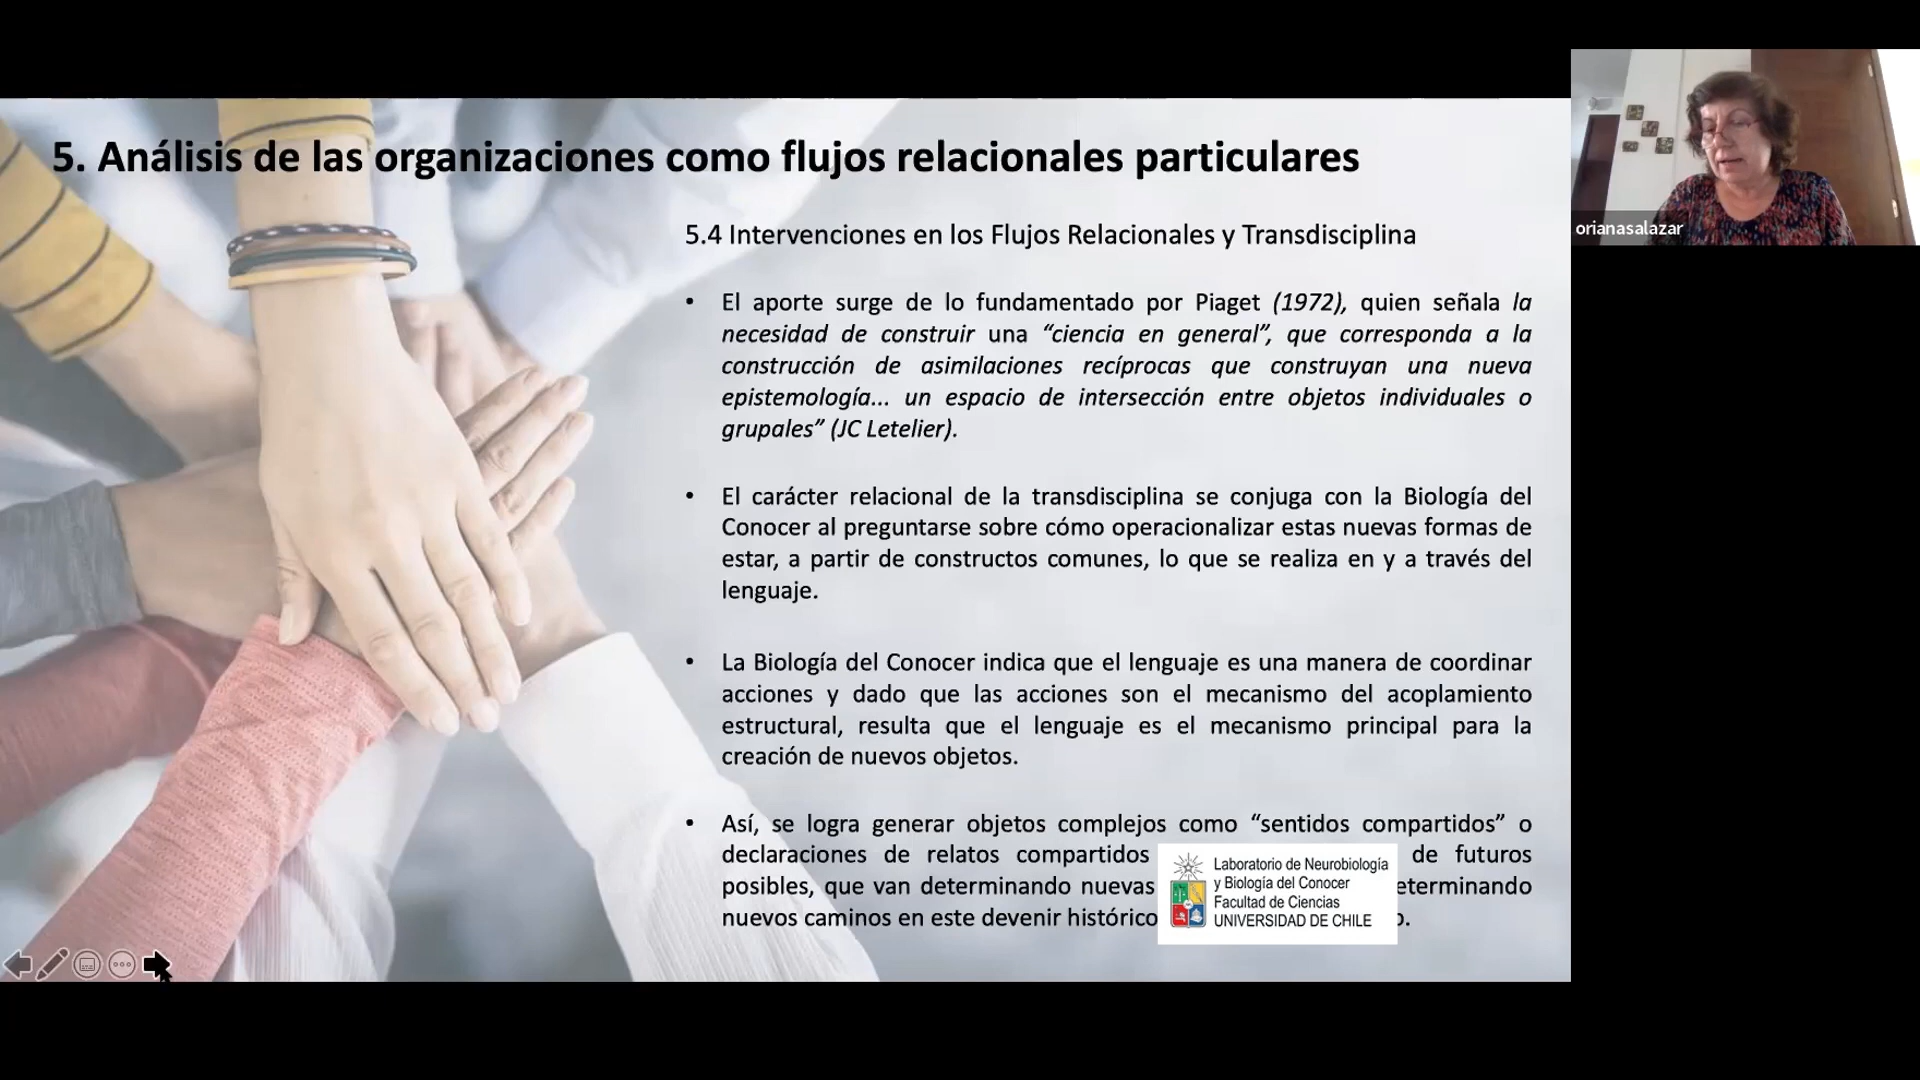 5. Análisis de las organizaciones como flujos relacionales particulares
orianasalazar
5.4 Intervenciones en los Flujos Relacionales y Transdisciplina
• El aporte surge de lo fundamentado por Piaget (1972), quien señala la
necesidad de construir una “ciencia en general”, que corresponda a la
construcción de asimilaciones recíprocas que construyan una nueva
epistemología... un espacio de intersección entre objetos individuales o
grupales” (JC Letelier).
• El carácter relacional de la transdisciplina se conjuga con la Biología del
Conocer al preguntarse sobre cómo operacionalizar estas nuevas formas de
estar, a partir de constructos comunes, lo que se realiza en y a través del
lenguaje.
• La Biología del Conocer indica que el lenguaje es una manera de coordinar
acciones y dado que las acciones son el mecanismo del acoplamiento
estructural, resulta que el lenguaje es el mecanismo principal para la
creación de nuevos objetos.
• Así, se logra generar objetos complejos como “sentidos compartidos” o
declaraciones de relatos compartidos de futuros
posibles, que van determinando nuevas eterminando
nuevos caminos en este devenir histórico
Laboratorio de Neurobiología
y Biología del Conocer
Facultad de Ciencias
UNIVERSIDAD DE CHILE